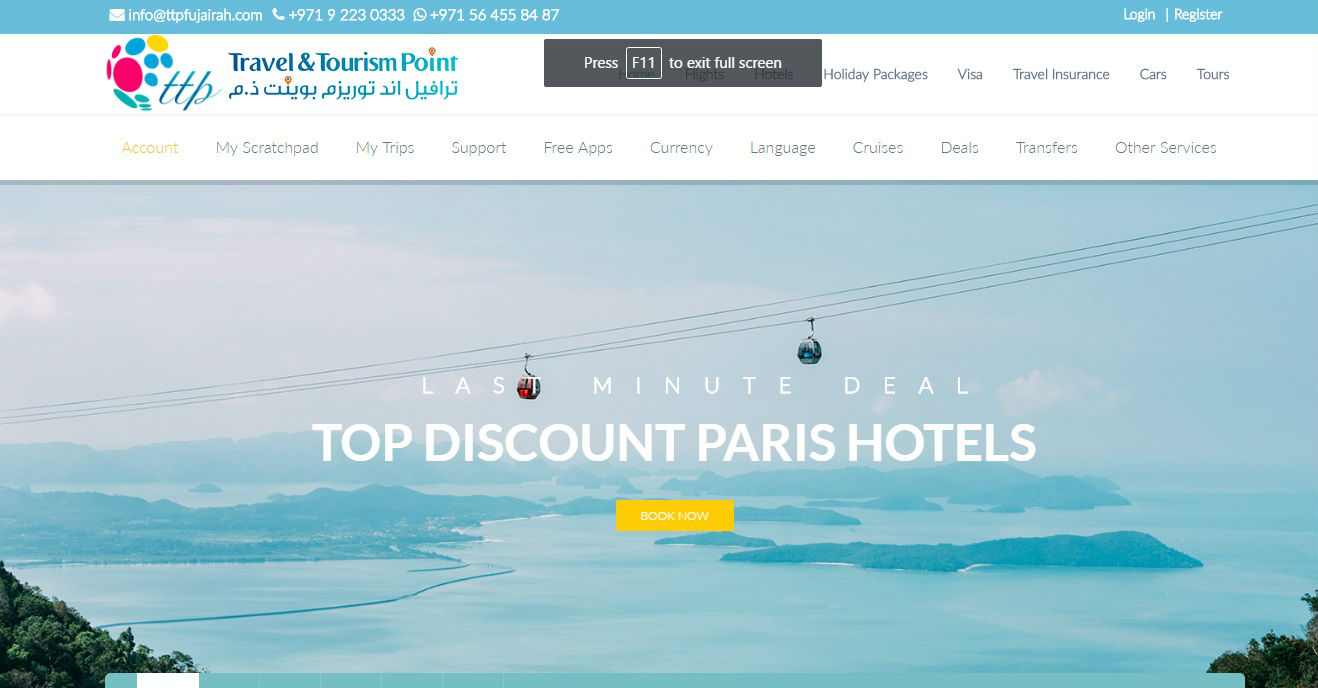 info@ttpfujairah.com +971 9 223 0333 +971 56 455 84 87 Login | Register
ttp
Travel & Tourism Point
ترافيل اند توريزم بوينت ذ.م
Press F11 to exit full screen
Home Flights Hotels Holiday Packages Visa Travel Insurance Cars Tours
Account My Scratchpad My Trips Support Free Apps Currency Language Cruises Deals Transfers Other Services
LAST MINUTE DEAL
TOP DISCOUNT PARIS HOTELS
BOOK NOW